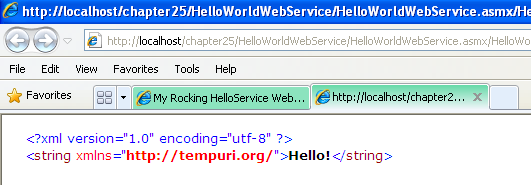 http://localhost/chapter25/HelloWorldWebService/HelloWorldWebService.asmx/He
http://localhost/chapter25/HelloWorldWebService/HelloWorldWebService.asmx/HelloWo
File Edit View Favorites Tools Help
Favorites My Rocking HelloService Web... http://localhost/chapter2...
<?xml version="1.0" encoding="utf-8" ?>
<string xmlns="http://tempuri.org/">Hello!</string>